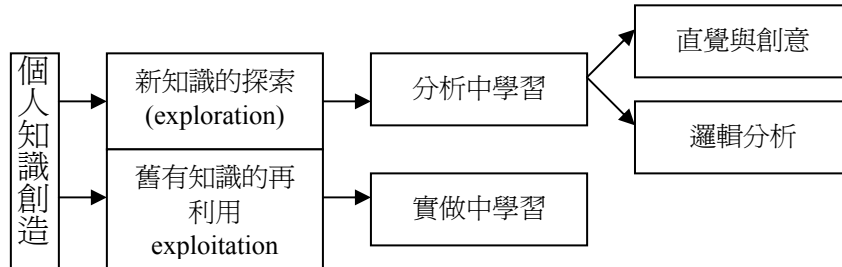 個人知識創造
新知識的探索
(exploration)
舊有知識的再
利用
exploitation
分析中學習
實做中學習
直覺與創意
邏輯分析